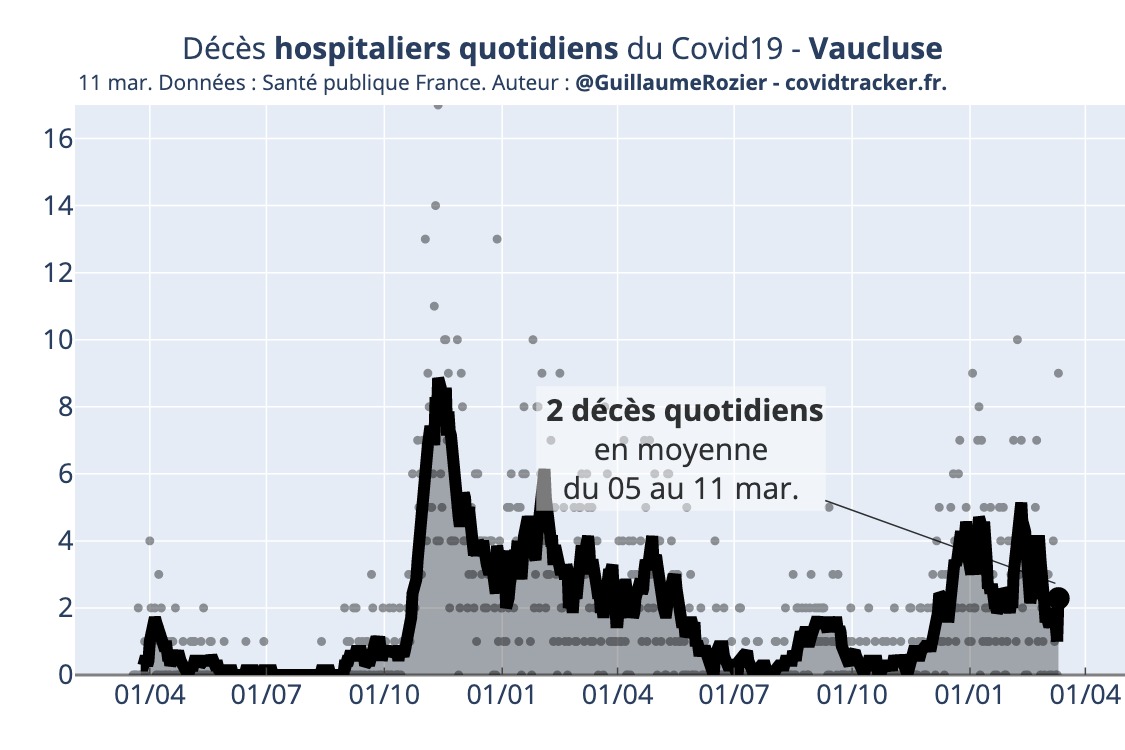 Décès hospitaliers quotidiens du Covid19 - Vaucluse
11 mar. Données : Santé publique France. Auteur : @GuillaumeRozier - covidtracker.fr.
16
14
12
10
8
6
4
2
0
2 décès quotidiens
en moyenne
du 05 au 11 mar.
01/04 01/07 01/10 01/01 01/04 01/07 01/10 01/01 01/04